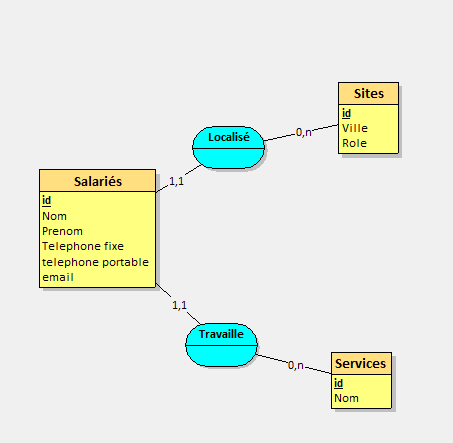 Sites
id
Ville
Role
Localisé
0,n
1,1
Salariés
id
Nom
Prenom
Telephone fixe
telephone portable
email
1,1
Travaille
0,n
Services
id
Nom